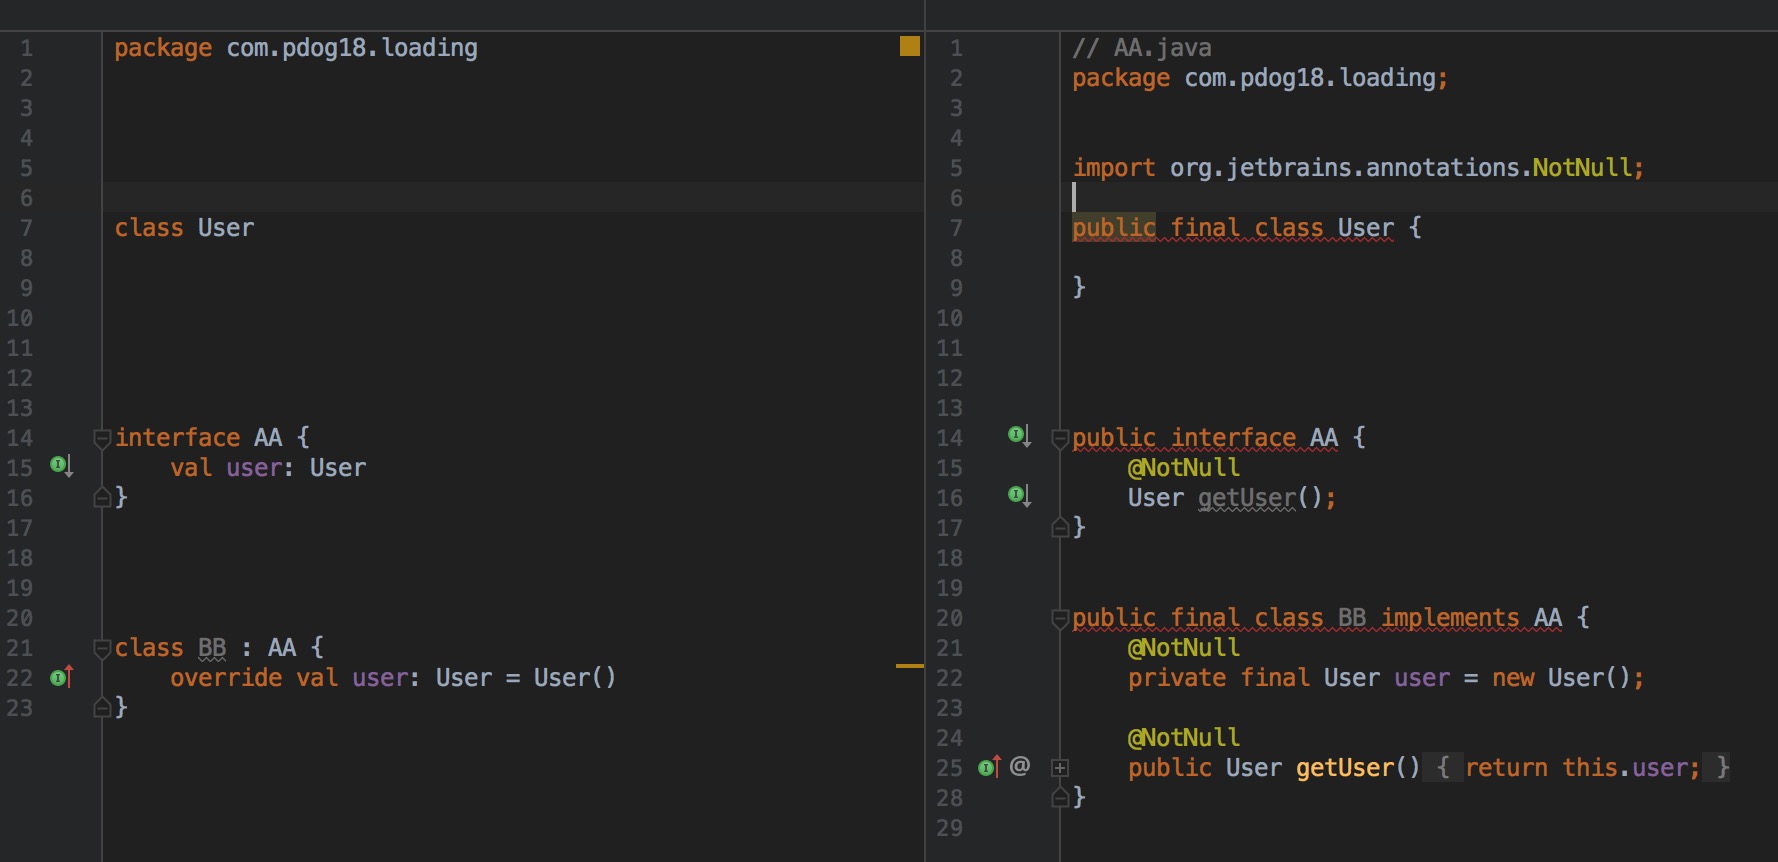 1 package com.pdog18.loading
2
3
4
5
6
7 class User
8
9
10
11
12
13
14 interface AA {
15     val user: User
16 }
17
18
19
20
21 class BB : AA {
22     override val user: User = User()
23 }
1 // AA.java
2 package com.pdog18.loading;
3
4
5 import org.jetbrains.annotations.NotNull;
6
7 public final class User {
8
9 }
10
11
12
13
14 public interface AA {
15     @NotNull
16     User getUser();
17 }
18
19
20 public final class BB implements AA {
21     @NotNull
22     private final User user = new User();
23
24     @NotNull
25 @ public User getUser() { return this.user; }
28 }
29